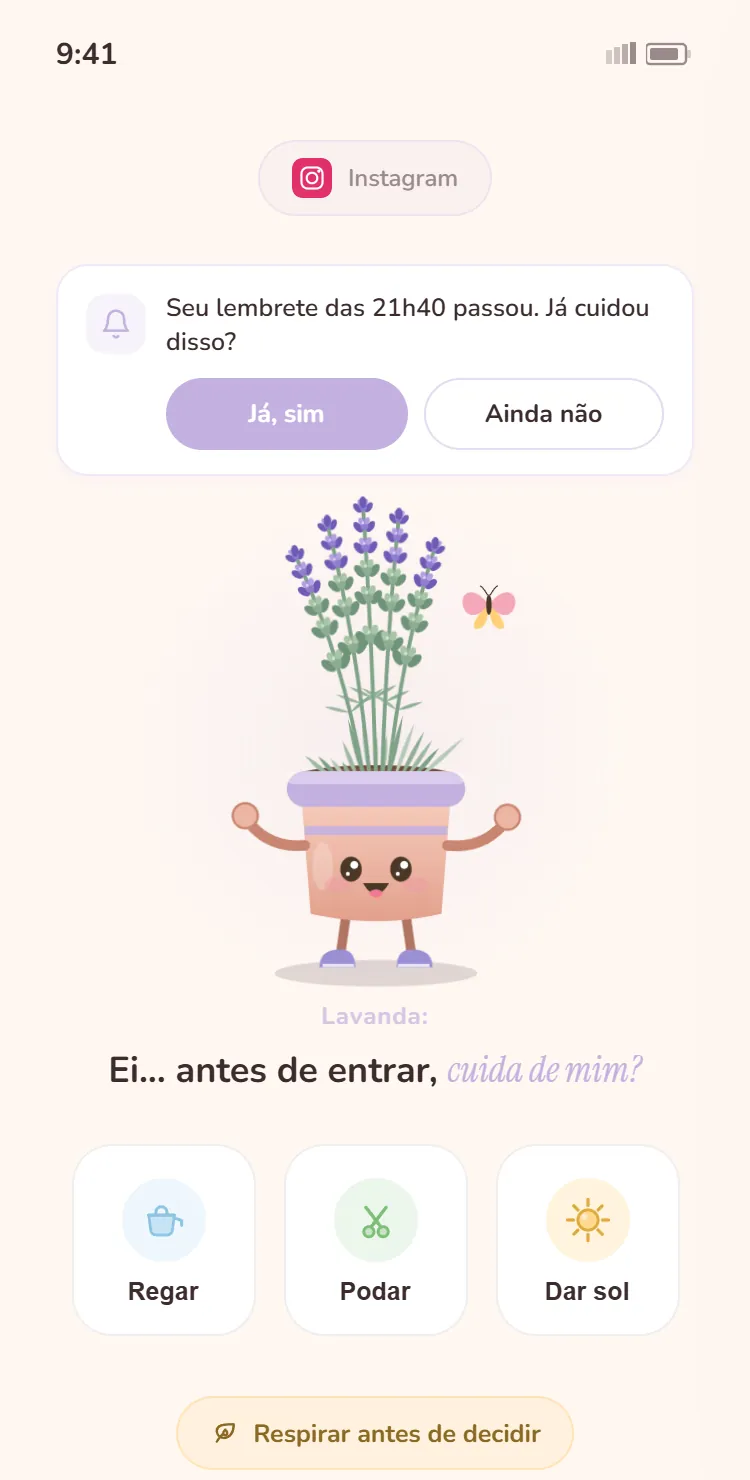 9:41
Instagram
Seu lembrete das 21h40 passou. Já cuidou
disso?
Já, sim
Ainda não
Lavanda:
Ei... antes de entrar, cuida de mim?
Regar
Podar
Dar sol
Respirar antes de decidir